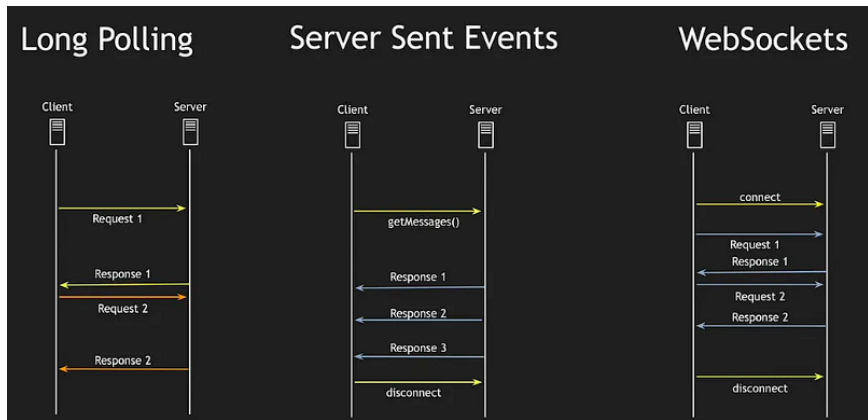 Long Polling
Client Server
Request 1
Response 1
Request 2
Response 2
Server Sent Events
Client Server
getMessages()
Response 1
Response 2
Response 3
disconnect
WebSockets
Client Server
connect
Request 1
Response 1
Request 2
Response 2
disconnect